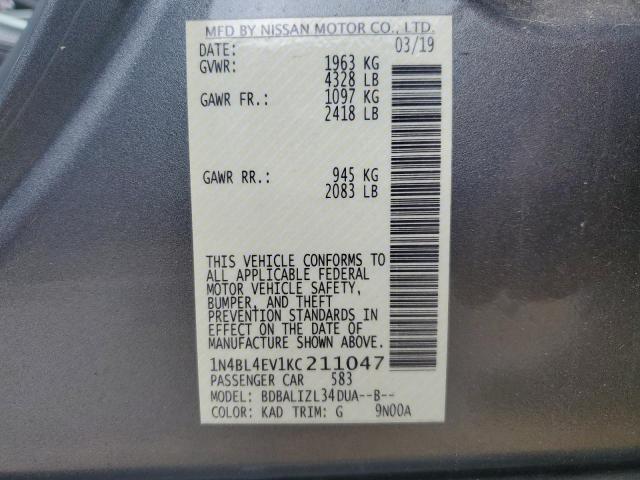 MFD BY NISSAN MOTOR CO., LTD.
DATE: 03/19
GVWR: 1963 KG
4328 LB
GAWR FR.: 1097 KG
2418 LB
GAWR RR.: 945 KG
2083 LB
THIS VEHICLE CONFORMS TO
ALL APPLICABLE FEDERAL
MOTOR VEHICLE SAFETY,
BUMPER, AND THEFT
PREVENTION STANDARDS IN
EFFECT ON THE DATE OF
MANUFACTURE SHOWN ABOVE.
1N4BL4EV1KC211047
PASSENGER CAR 583
MODEL: BDBALIZL34DUA--B--
COLOR: KAD TRIM: G 9N00A